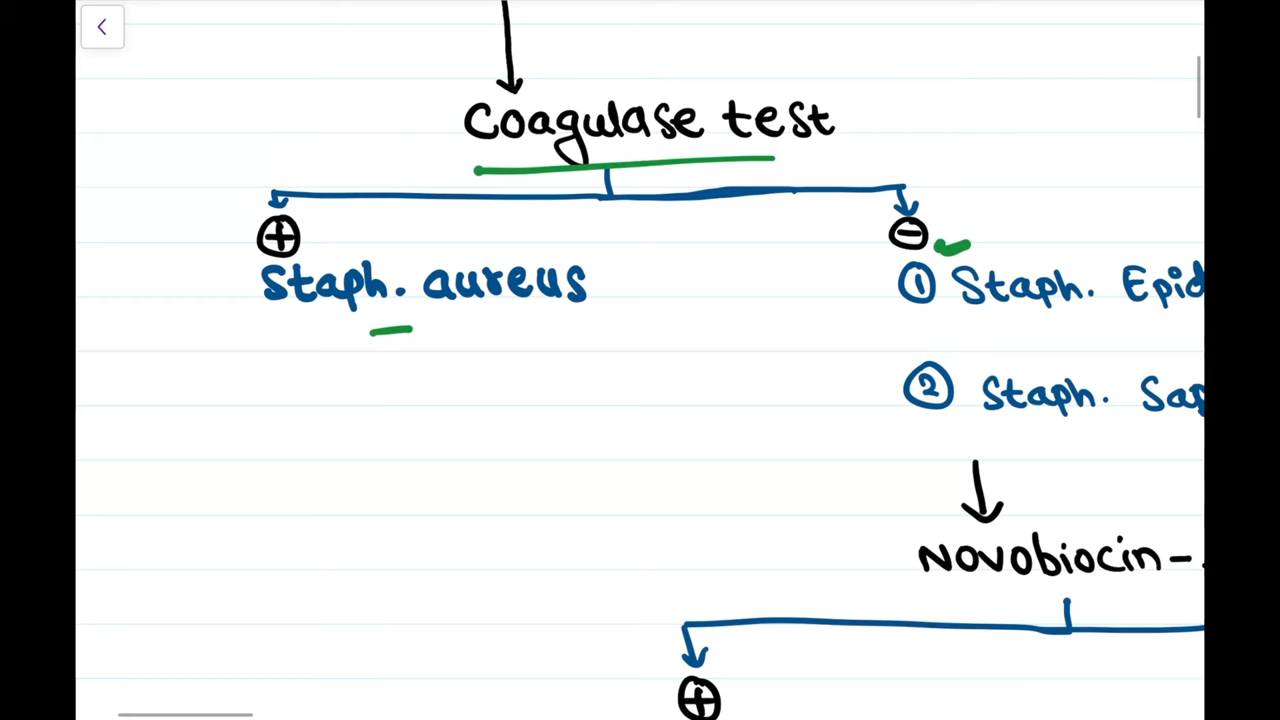 Coagulase test
⊕
Staph. aureus
⊖
① Staph. Epid
② Staph. Sap
Novobiocin -
⊕